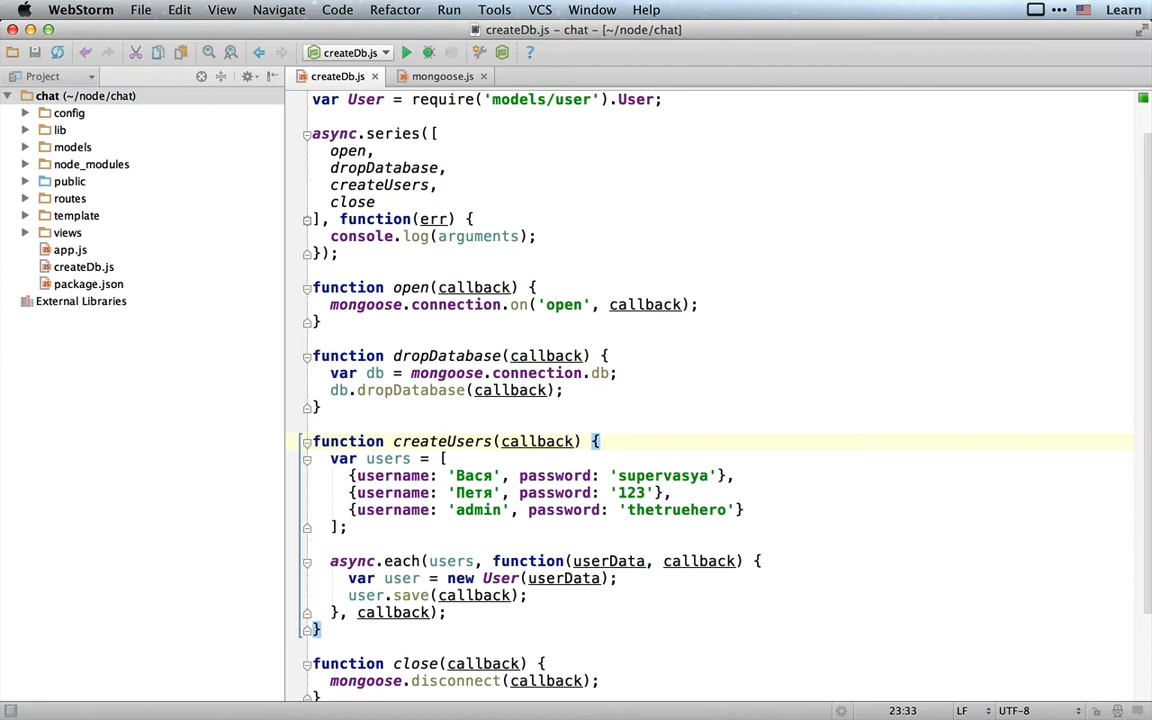 WebStorm File Edit View Navigate Code Refactor Run Tools VCS Window Help Learn
createDb.js – chat – [~/node/chat]
createDb.js
Project
createDb.js mongoose.js
chat (~/node/chat)
config
lib
models
node_modules
public
routes
template
views
app.js
createDb.js
package.json
External Libraries
var User = require('models/user').User;
async.series([
open,
dropDatabase,
createUsers,
close
], function(err) {
console.log(arguments);
});
function open(callback) {
mongoose.connection.on('open', callback);
}
function dropDatabase(callback) {
var db = mongoose.connection.db;
db.dropDatabase(callback);
}
function createUsers(callback) {
var users = [
{username: 'Вася', password: 'supervasya'},
{username: 'Петя', password: '123'},
{username: 'admin', password: 'thetruehero'}
];
async.each(users, function(userData, callback) {
var user = new User(userData);
user.save(callback);
}, callback);
}
function close(callback) {
mongoose.disconnect(callback);
}
23:33 LF UTF-8